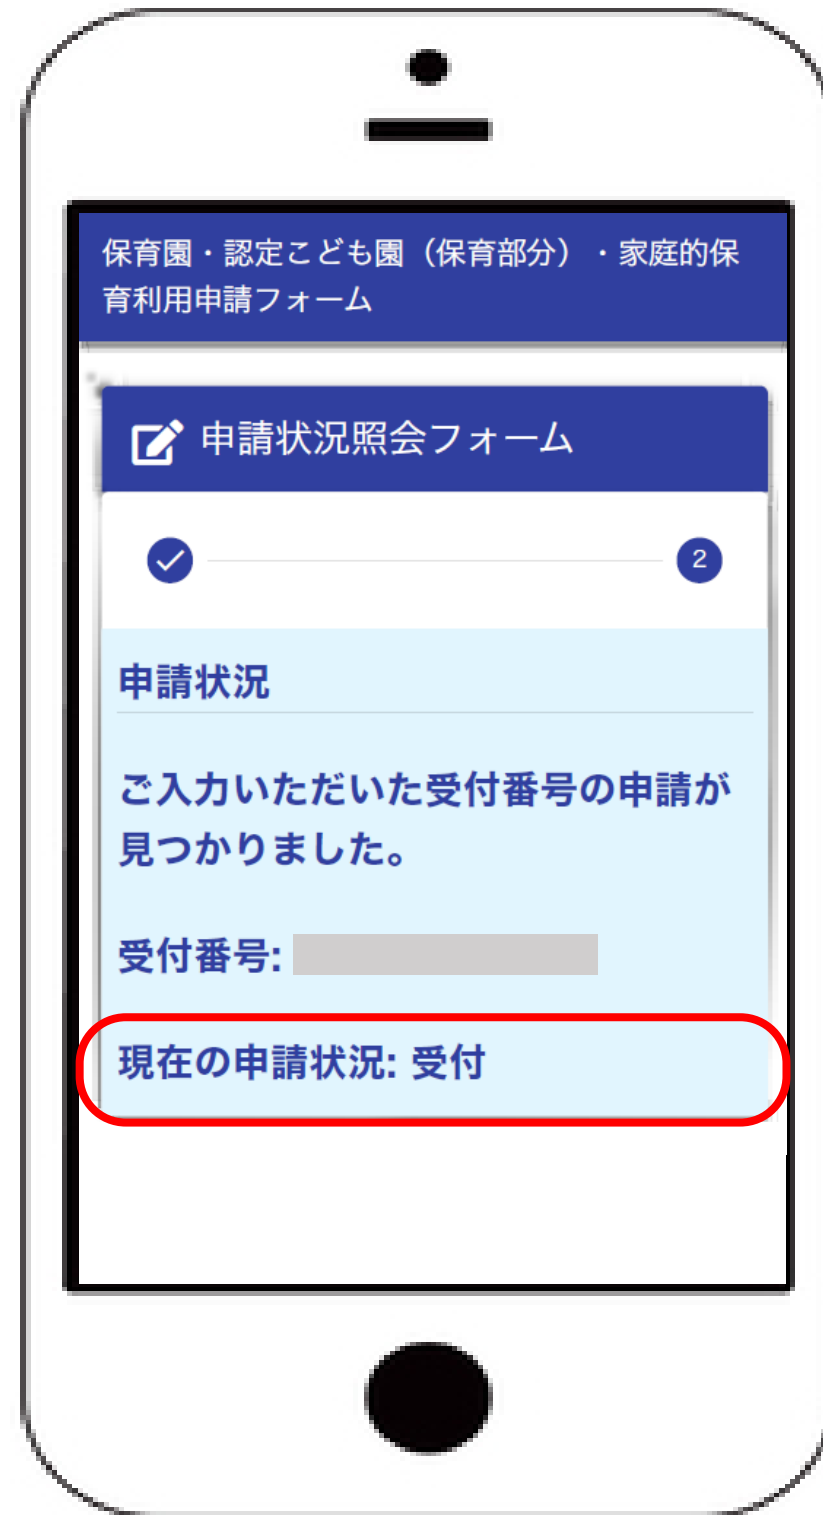 保育園・認定こども園（保育部分）・家庭的保
育利用申請フォーム
申請状況照会フォーム
2
申請状況
ご入力いただいた受付番号の申請が
見つかりました。
受付番号:
現在の申請状況: 受付